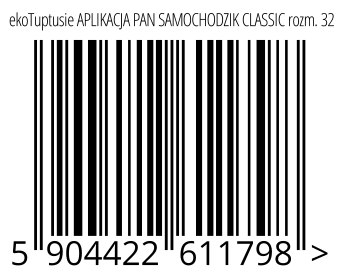 ekoTuptusie APLIKACJA PAN SAMOCHODZIK CLASSIC rozm. 32
5 904422 611798 >